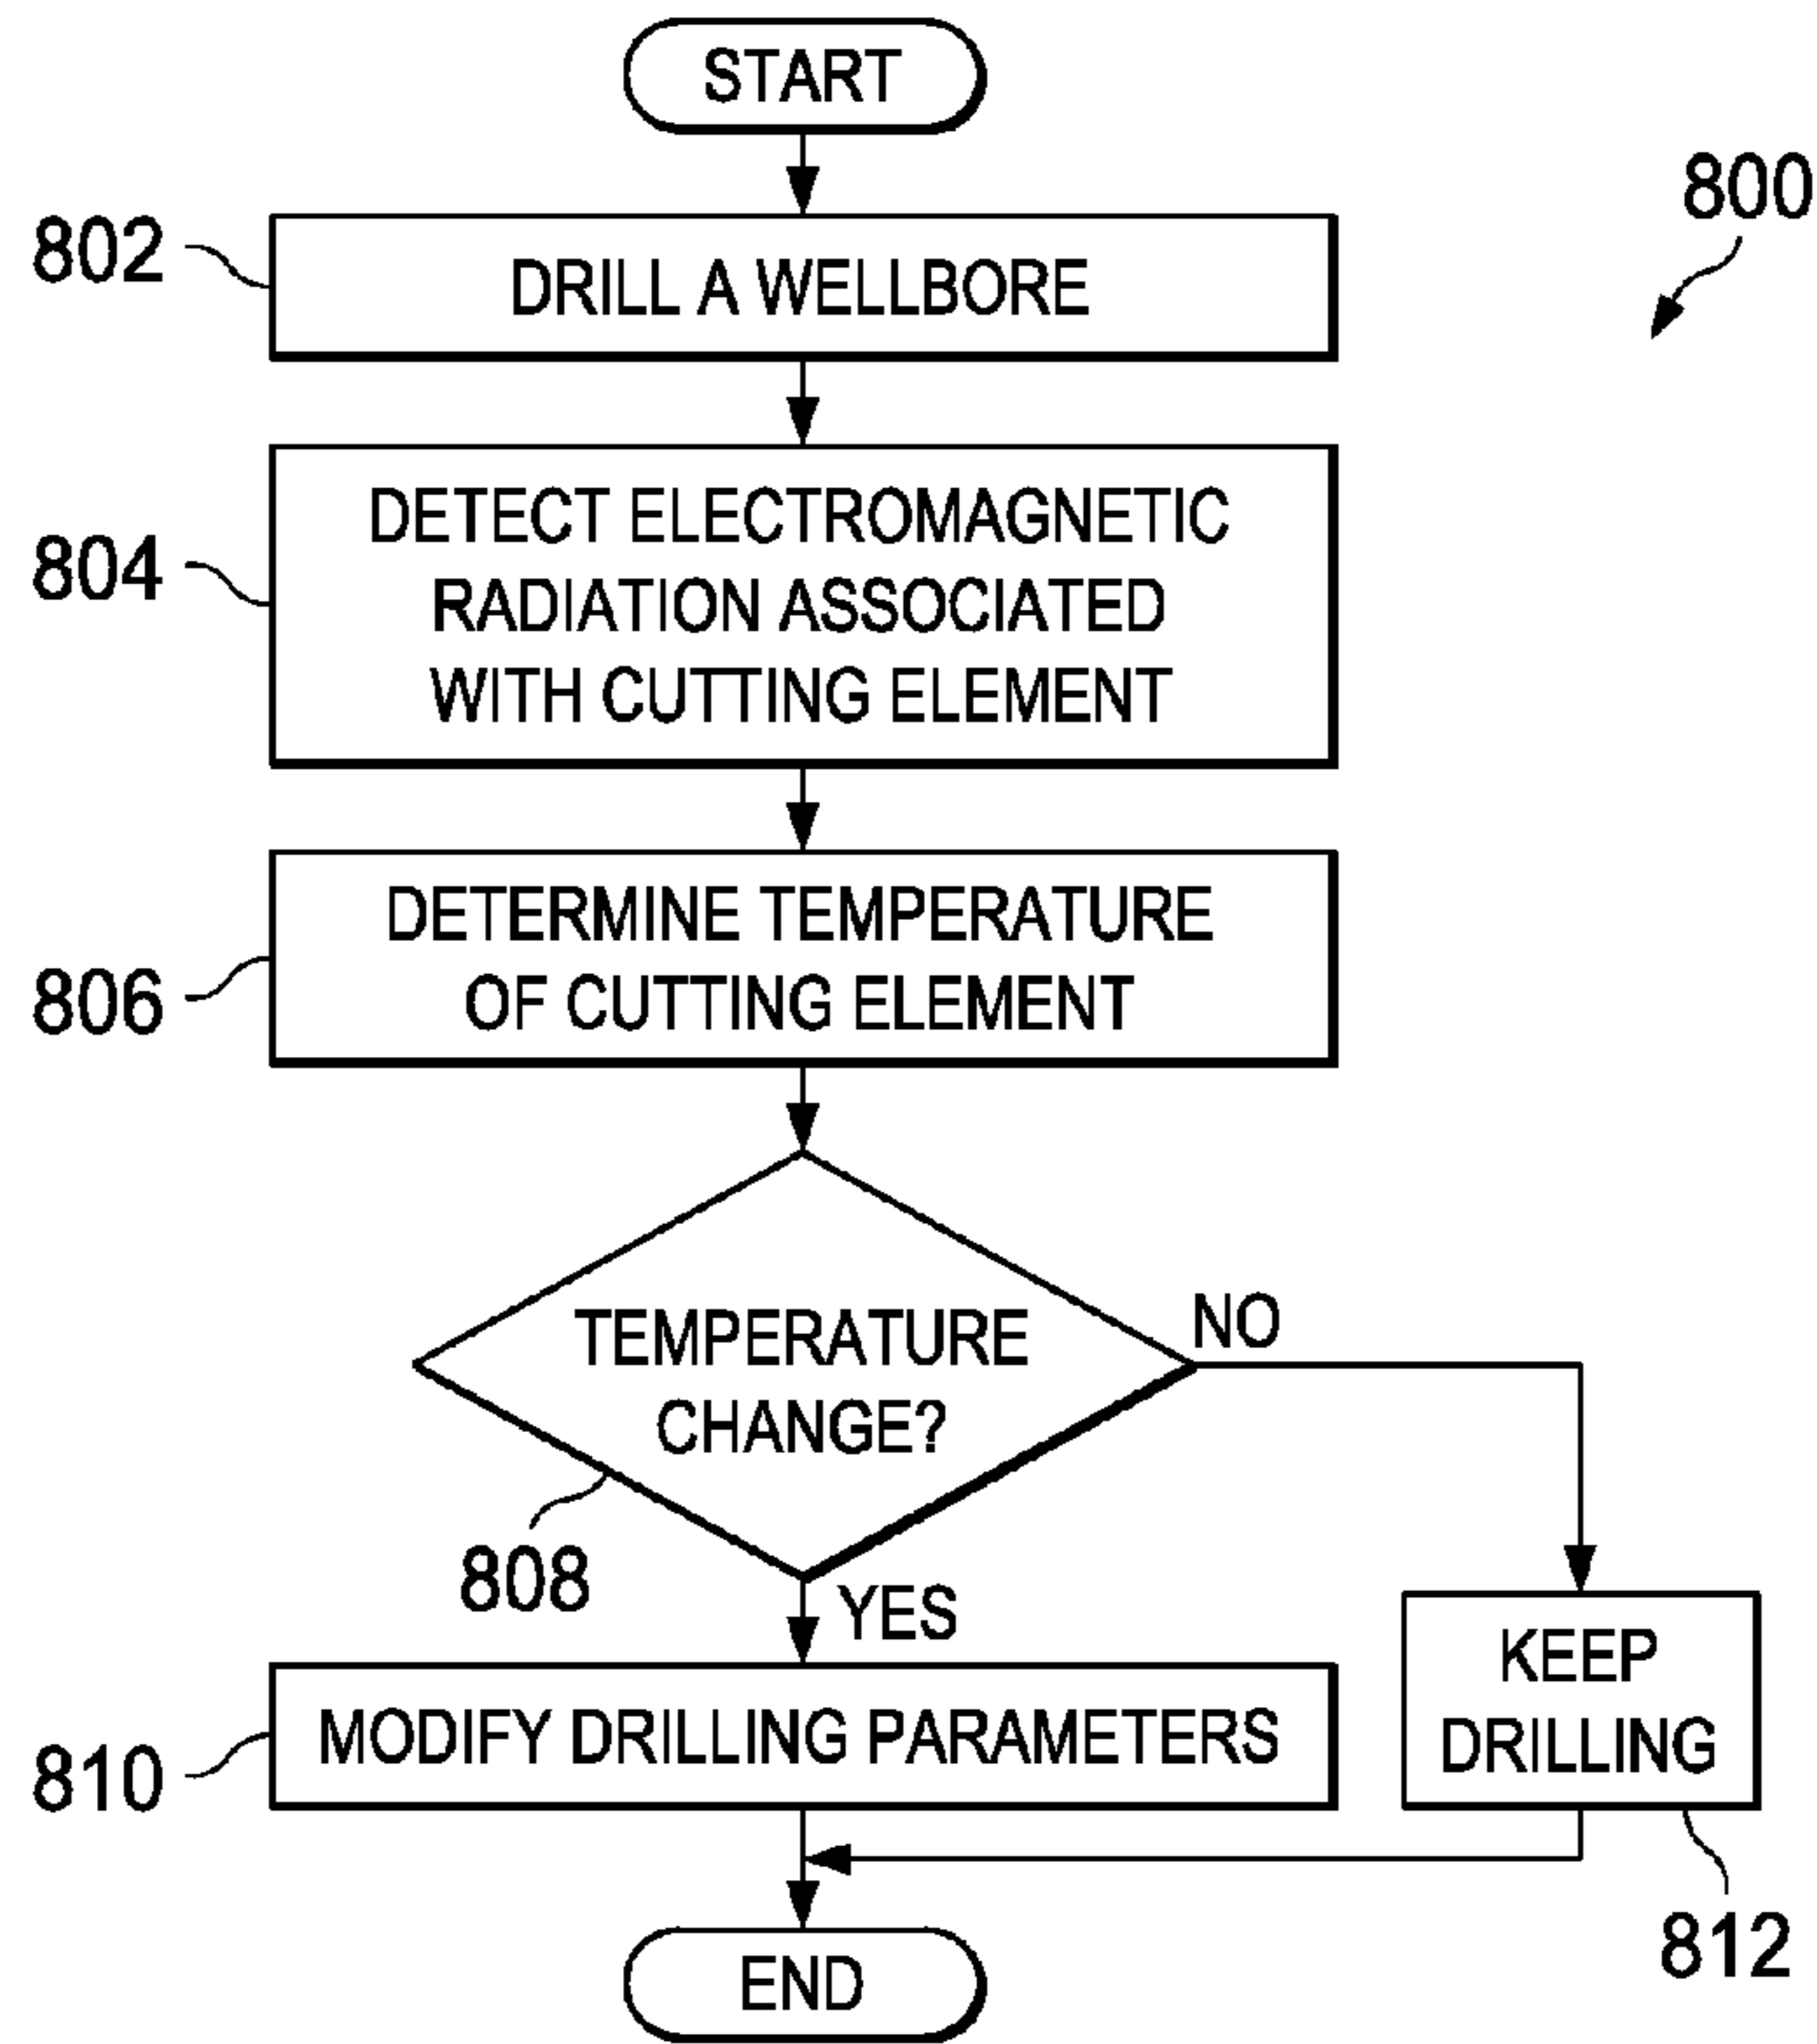 START
800
802
DRILL A WELLBORE
804
DETECT ELECTROMAGNETIC
RADIATION ASSOCIATED
WITH CUTTING ELEMENT
806
DETERMINE TEMPERATURE
OF CUTTING ELEMENT
TEMPERATURE
CHANGE?
NO
808
YES
810
MODIFY DRILLING PARAMETERS
KEEP
DRILLING
812
END